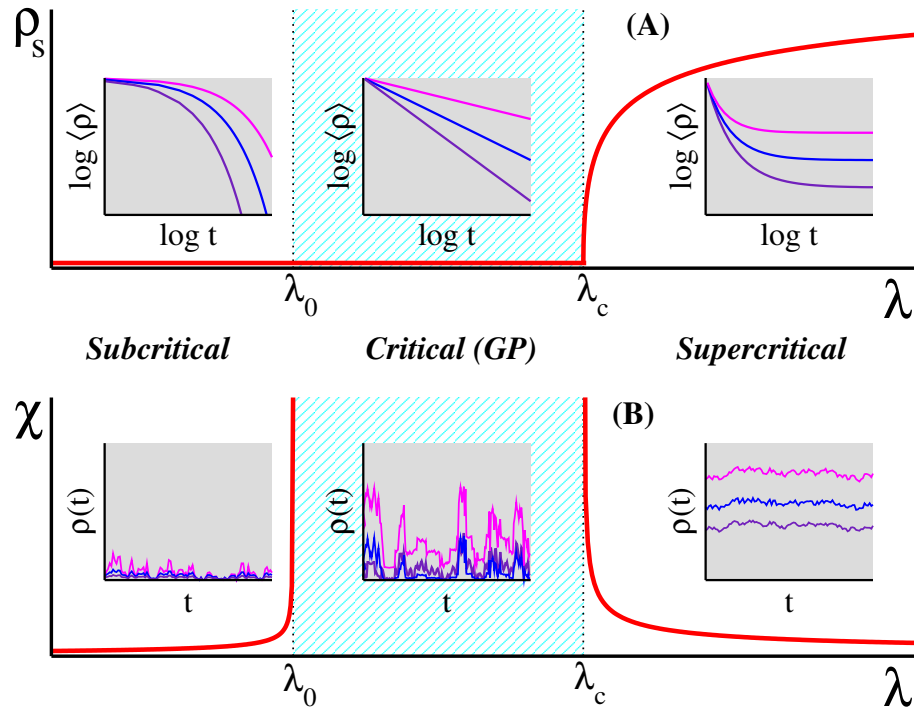 ρs (A)
log ⟨ρ⟩ log ⟨ρ⟩ log ⟨ρ⟩
log t log t log t
λ0 λc λ
Subcritical Critical (GP) Supercritical
χ (B)
ρ(t) ρ(t) ρ(t)
t t t
λ0 λc λ